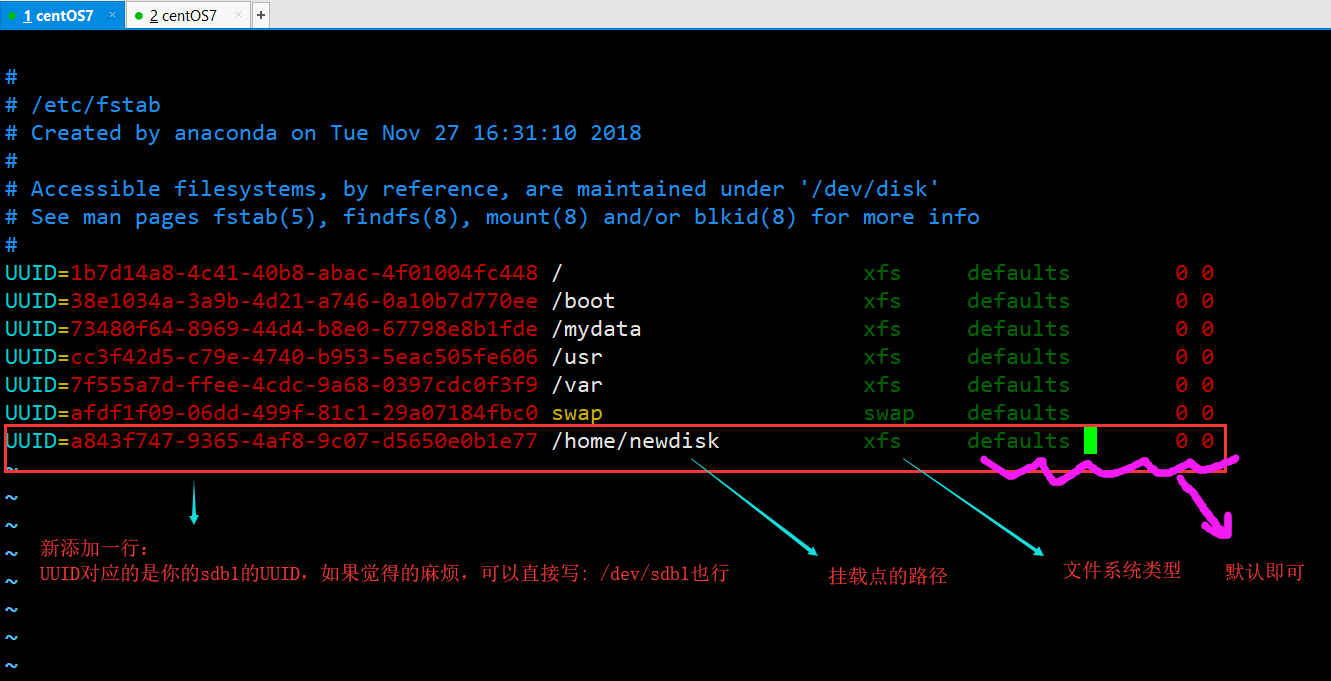 1 centOS7 × 2 centOS7 × +
#
# /etc/fstab
# Created by anaconda on Tue Nov 27 16:31:10 2018
#
# Accessible filesystems, by reference, are maintained under '/dev/disk'
# See man pages fstab(5), findfs(8), mount(8) and/or blkid(8) for more info
#
UUID=1b7d14a8-4c41-40b8-abac-4f01004fc448 / xfs defaults 0 0
UUID=38e1034a-3a9b-4d21-a746-0a10b7d770ee /boot xfs defaults 0 0
UUID=73480f64-8969-44d4-b8e0-67798e8b1fde /mydata xfs defaults 0 0
UUID=cc3f42d5-c79e-4740-b953-5eac505fe606 /usr xfs defaults 0 0
UUID=7f555a7d-ffee-4cdc-9a68-0397cdc0f3f9 /var xfs defaults 0 0
UUID=afdf1f09-06dd-499f-81c1-29a07184fbc0 swap swap defaults 0 0
UUID=a843f747-9365-4af8-9c07-d5650e0b1e77 /home/newdisk xfs defaults 0 0
~
~
~
~
~
~
~
~
新添加一行：
UUID对应的是你的sdb1的UUID，如果觉得的麻烦，可以直接写: /dev/sdb1也行
挂载点的路径
文件系统类型
默认即可